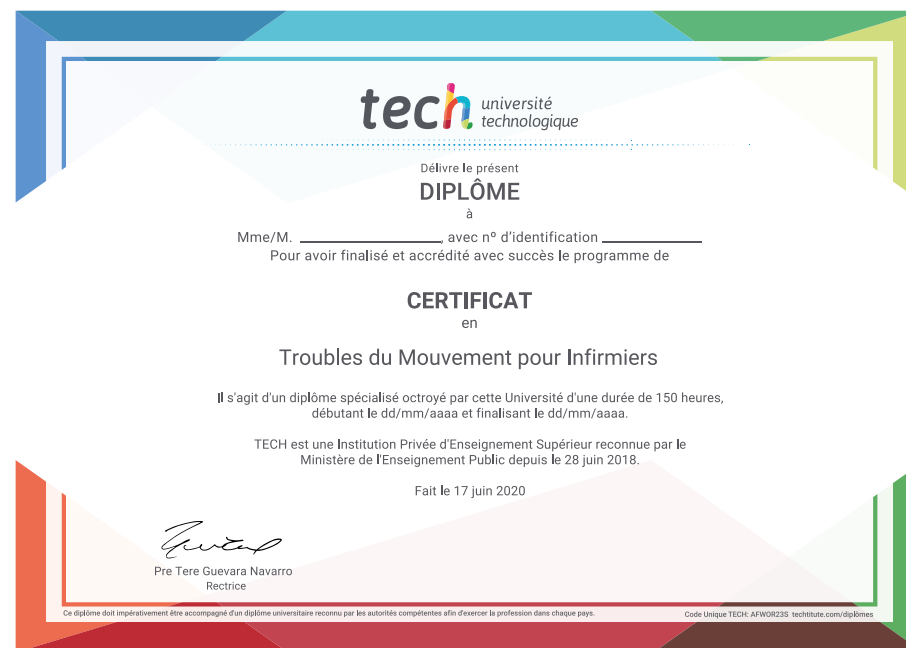 tech université
technologique
Délivre le présent
DIPLÔME
à
Mme/M. ____________, avec nº d'identification ____________
Pour avoir finalisé et accrédité avec succès le programme de
CERTIFICAT
en
Troubles du Mouvement pour Infirmiers
Il s'agit d'un diplôme spécialisé octroyé par cette Université d'une durée de 150 heures,
débutant le dd/mm/aaaa et finalisant le dd/mm/aaaa.
TECH est une Institution Privée d'Enseignement Supérieur reconnue par le
Ministère de l'Enseignement Public depuis le 28 juin 2018.
Fait le 17 juin 2020
Pre Tere Guevara Navarro
Rectrice
Ce diplôme doit impérativement être accompagné d'un diplôme universitaire reconnu par les autorités compétentes afin d'exercer la profession dans chaque pays.
Code Unique TECH: AFWOR23S techtitute.com/diplômes